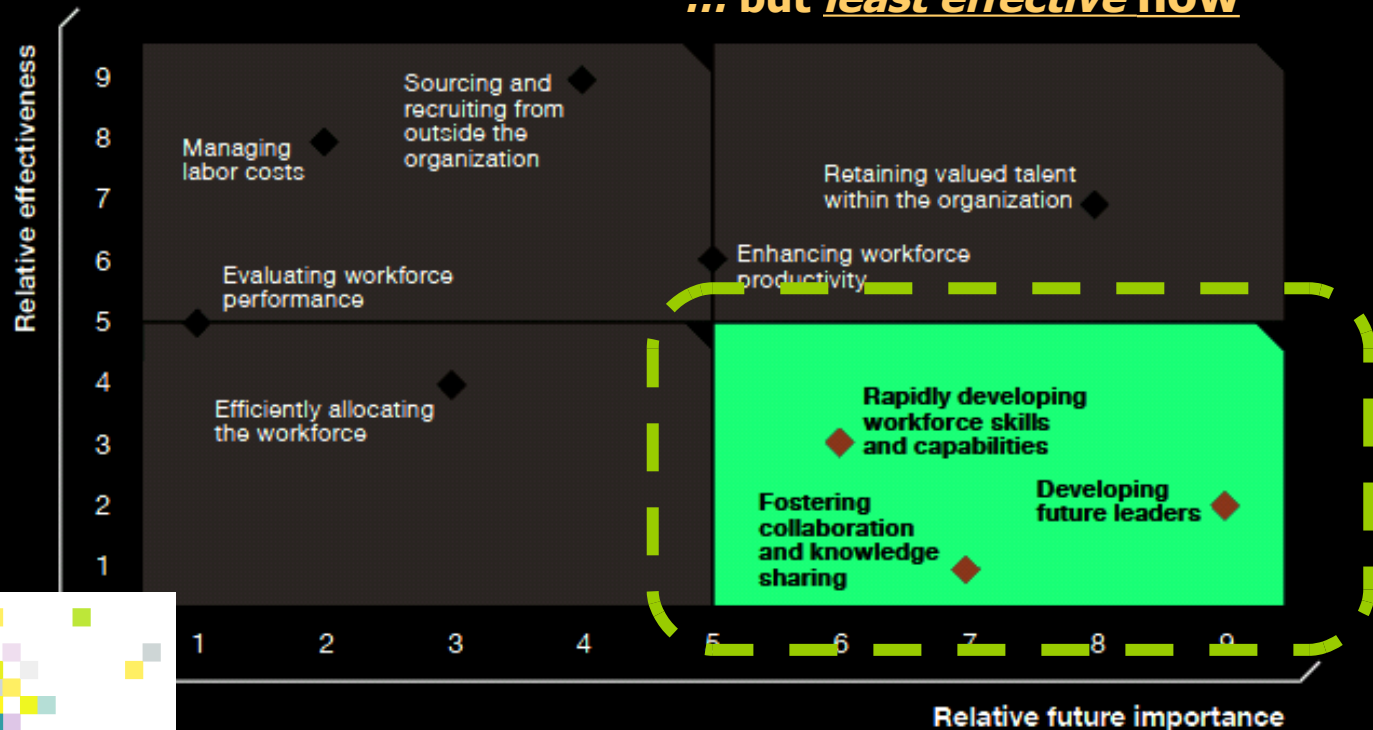 ... but least effective now
Relative effectiveness
9
8
7
6
5
4
3
2
1
Sourcing and
recruiting from
outside the
organization
Managing
labor costs
Retaining valued talent
within the organization
Enhancing workforce
productivity
Evaluating workforce
performance
Efficiently allocating
the workforce
Rapidly developing
workforce skills
and capabilities
Developing
future leaders
Fostering
collaboration
and knowledge
sharing
1 2 3 4 5 6 7 8 9
Relative future importance